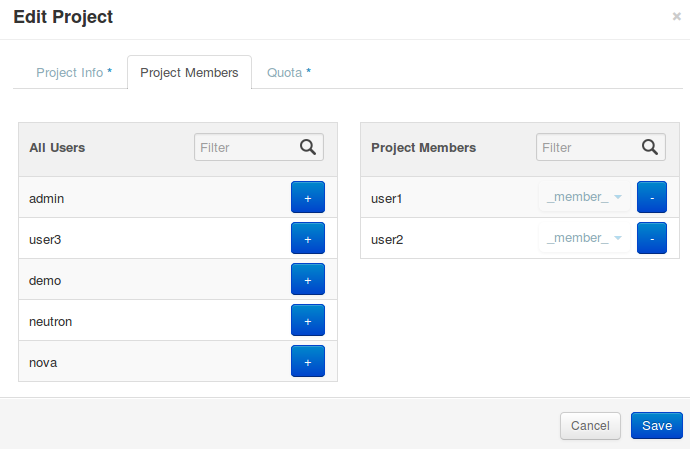 Edit Project ×
Project Info * Project Members Quota *
All Users Filter
admin +
user3 +
demo +
neutron +
nova +
Project Members Filter
user1 _member_ -
user2 _member_ -
Cancel Save